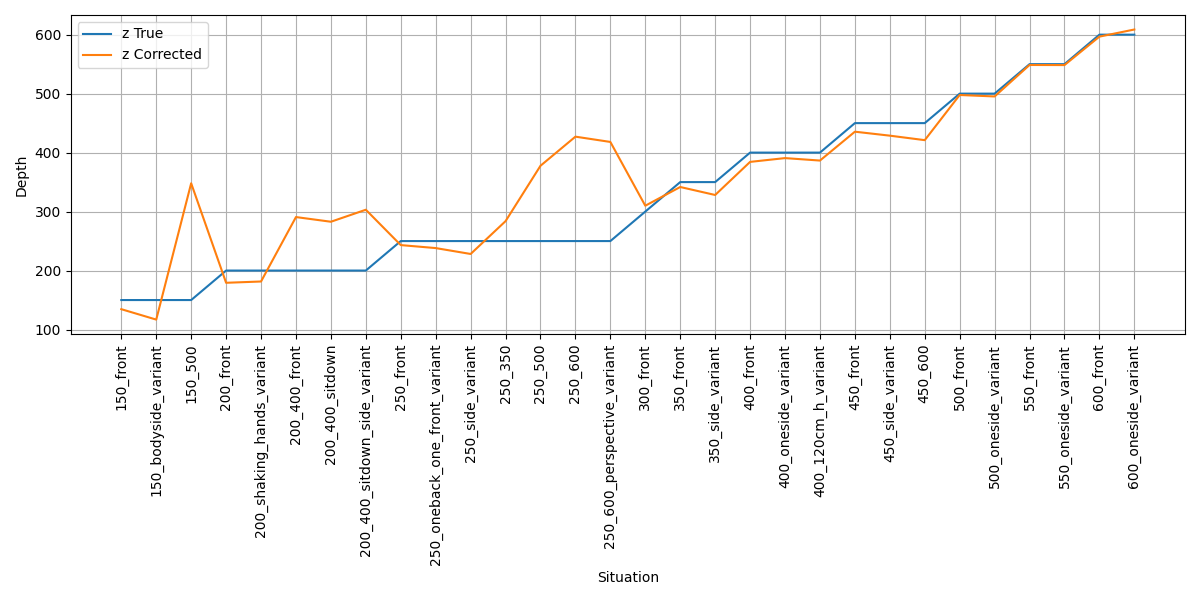 z True
z Corrected
600
500
400
300
200
100
Depth
150_front
150_bodyside_variant
150_500
200_front
200_shaking_hands_variant
200_400_front
200_400_sitdown
200_400_sitdown_side_variant
250_front
250_oneback_one_front_variant
250_side_variant
250_350
250_500
250_600
250_600_perspective_variant
300_front
350_front
350_side_variant
400_front
400_oneside_variant
400_120cm_h_variant
450_front
450_side_variant
450_600
500_front
500_oneside_variant
550_front
550_oneside_variant
600_front
600_oneside_variant
Situation